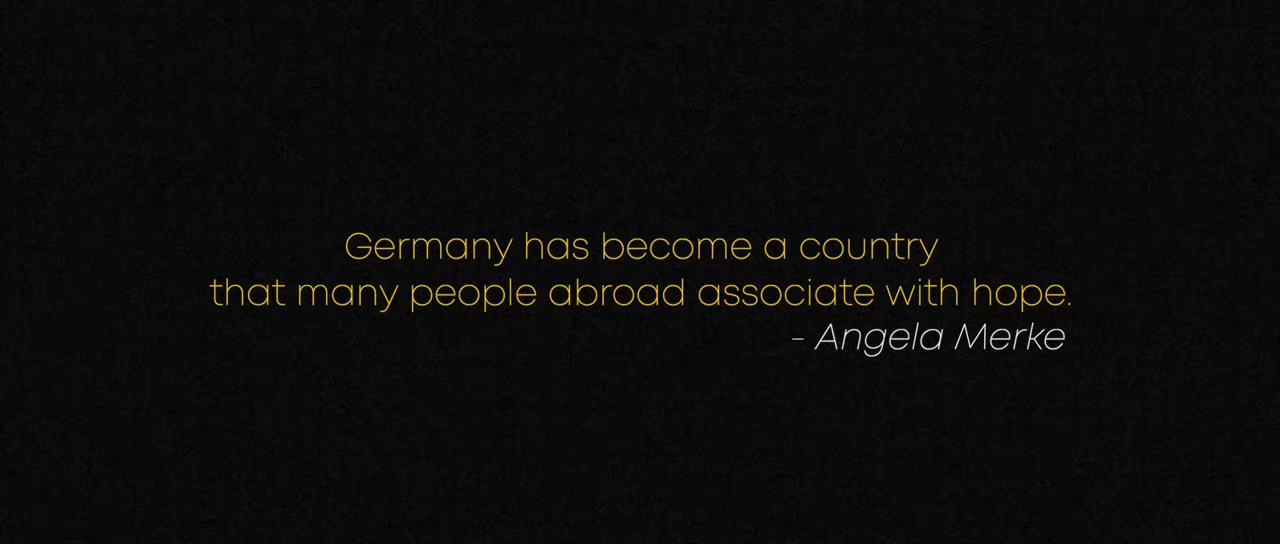 Germany has become a country
that many people abroad associate with hope.
- Angela Merke